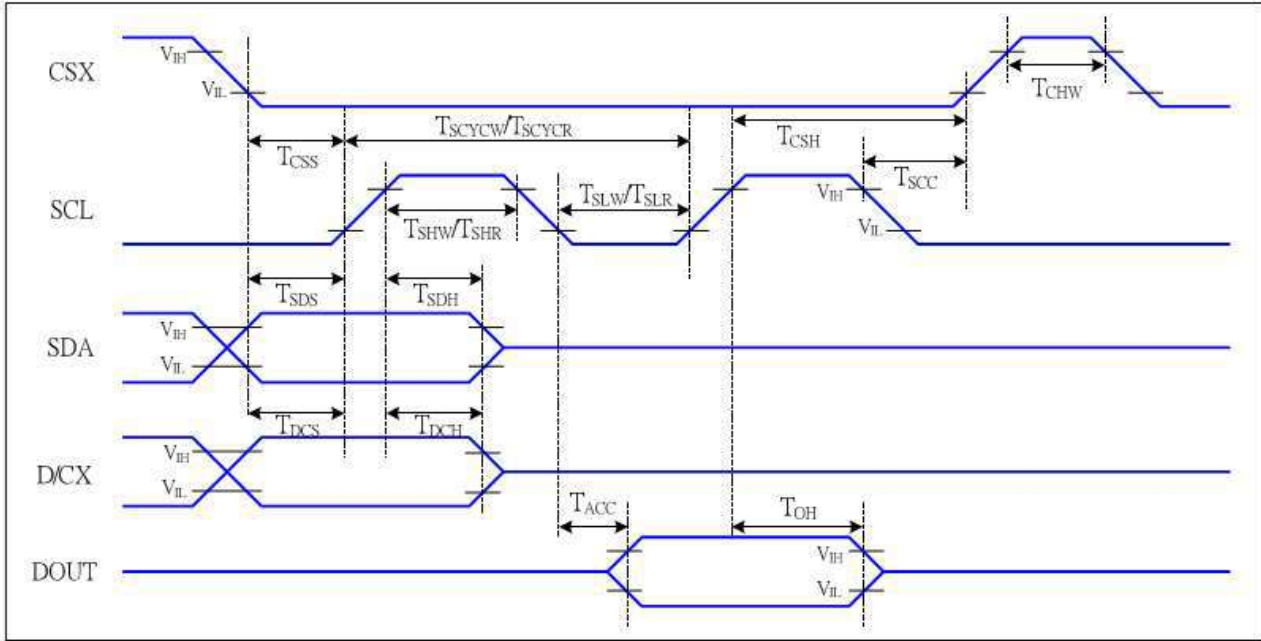 CSX
VIH
VIL
TCHW
TSCYCW/TSCYCR
TCSS
TCSH
TSCC
SCL
TSLW/TSLR
VIH
TSHW/TSHR
VIL
TSDS
TSDH
SDA
VIH
VIL
TDCS
TDCH
D/CX
VIH
VIL
TACC
TOH
DOUT
VIH
VIL